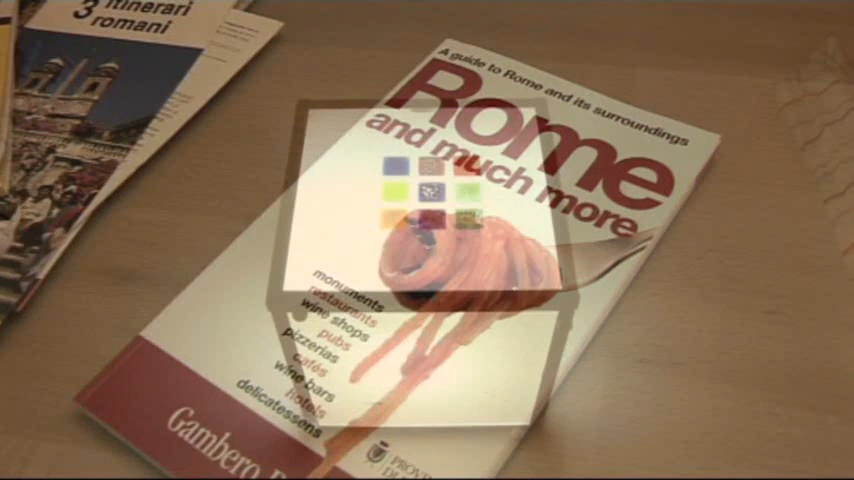 3 itinerari
romani
A guide to Rome and its surroundings
Rome
and much more
monuments
restaurants
wine shops
pubs
pizzerias
cafés
wine bars
hotels
delicatessens
Gambero